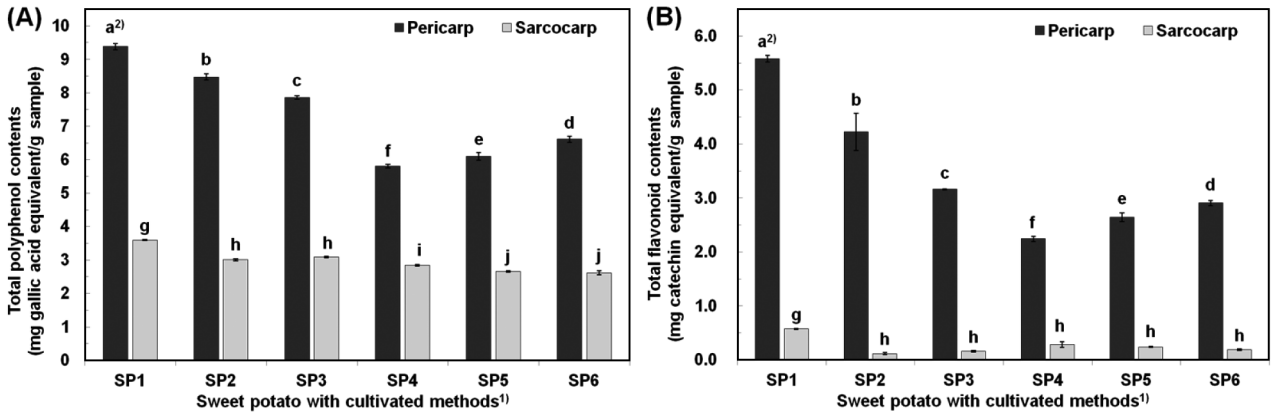 (A)
Total polyphenol contents
(mg gallic acid equivalent/g sample)
10
9
8
7
6
5
4
3
2
1
0
Pericarp Sarcocarp
a2)
b
c
f
e
d
g
h
h
i
j
j
SP1 SP2 SP3 SP4 SP5 SP6
Sweet potato with cultivated methods1)
(B)
Total flavonoid contents
(mg catechin equivalent/g sample)
6.0
5.0
4.0
3.0
2.0
1.0
0.0
Pericarp Sarcocarp
a2)
b
c
f
e
d
g
h
h
h
h
h
SP1 SP2 SP3 SP4 SP5 SP6
Sweet potato with cultivated methods1)